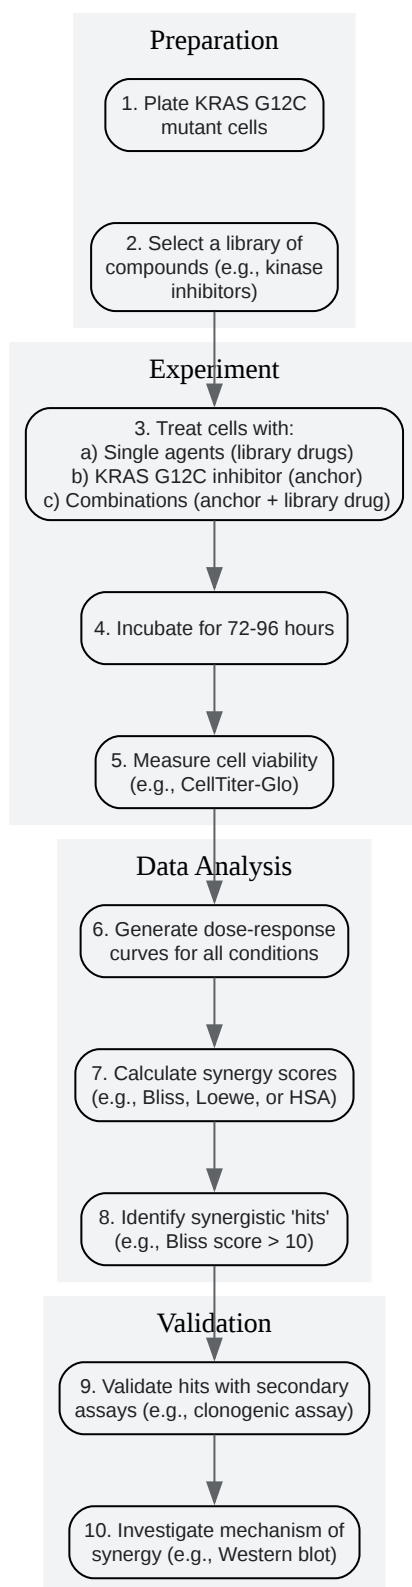 Preparation
1. Plate KRAS G12C
mutant cells
2. Select a library of
compounds (e.g., kinase
inhibitors)
Experiment
3. Treat cells with:
a) Single agents (library drugs)
b) KRAS G12C inhibitor (anchor)
c) Combinations (anchor + library drug)
4. Incubate for 72-96 hours
5. Measure cell viability
(e.g., CellTiter-Glo)
Data Analysis
6. Generate dose-response
curves for all conditions
7. Calculate synergy scores
(e.g., Bliss, Loewe, or HSA)
8. Identify synergistic 'hits'
(e.g., Bliss score > 10)
Validation
9. Validate hits with secondary
assays (e.g., clonogenic assay)
10. Investigate mechanism of
synergy (e.g., Western blot)